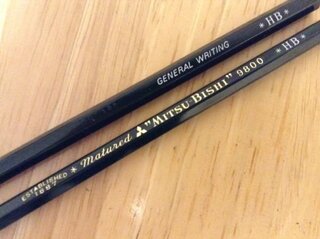 GENERAL WRITING * HB *
ESTABLISHED 1887 * Matured "MITSU-BISHI" 9800 * HB *